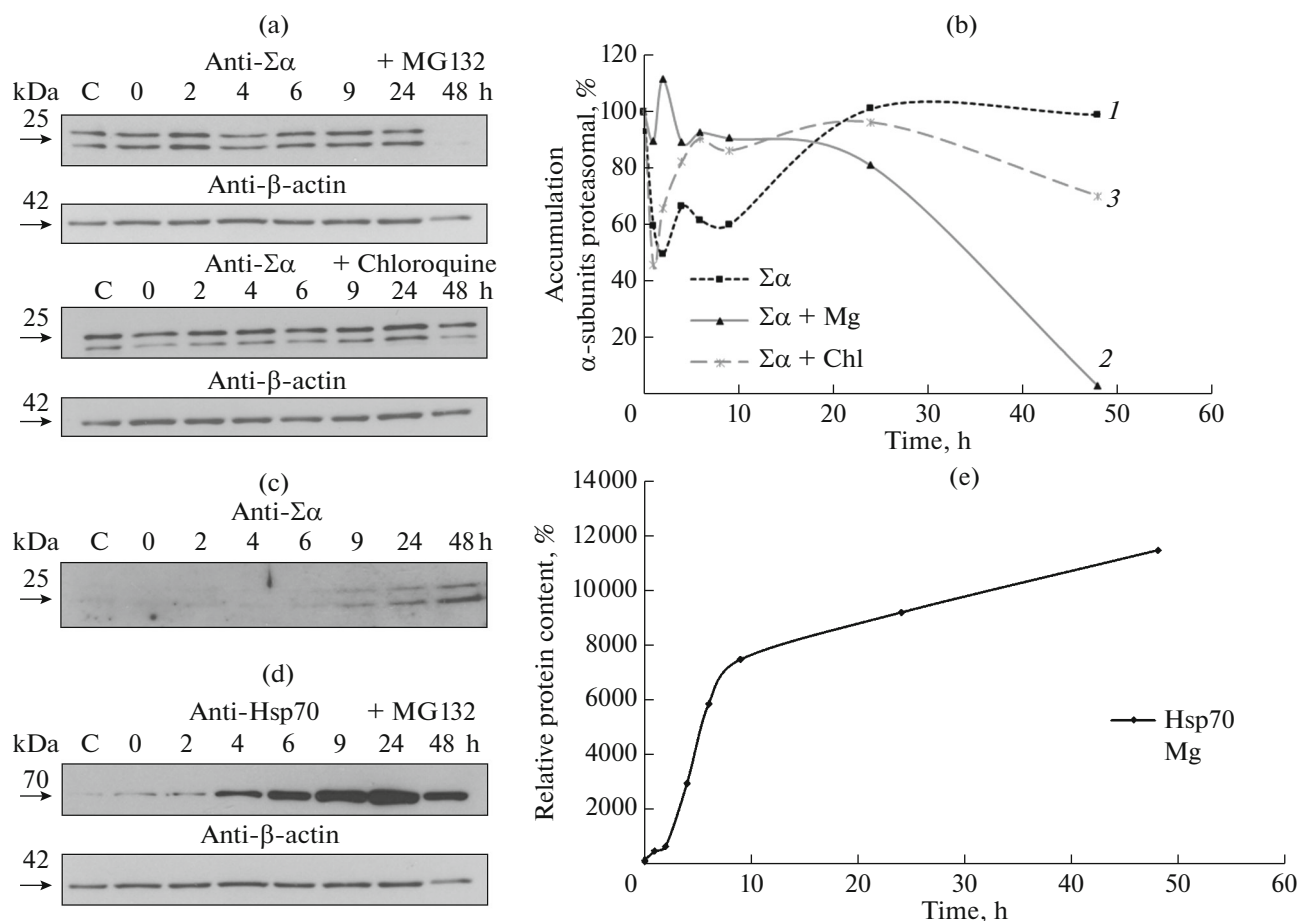 (a)
Anti-Σα + MG132
kDa C 0 2 4 6 9 24 48 h
25
Anti-β-actin
42
Anti-Σα + Chloroquine
C 0 2 4 6 9 24 48 h
25
Anti-β-actin
42
(b)
Accumulation
α-subunits proteasomal, %
120
100
80
60
40
20
0 10 20 30 40 50 60
Time, h
1
3
2
Σα
Σα + Mg
Σα + Chl
(c)
Anti-Σα
kDa C 0 2 4 6 9 24 48 h
25
(d)
Anti-Hsp70 + MG132
kDa C 0 2 4 6 9 24 48 h
70
Anti-β-actin
42
(e)
Relative protein content, %
14000
12000
10000
8000
6000
4000
2000
0 10 20 30 40 50 60
Time, h
Hsp70
Mg